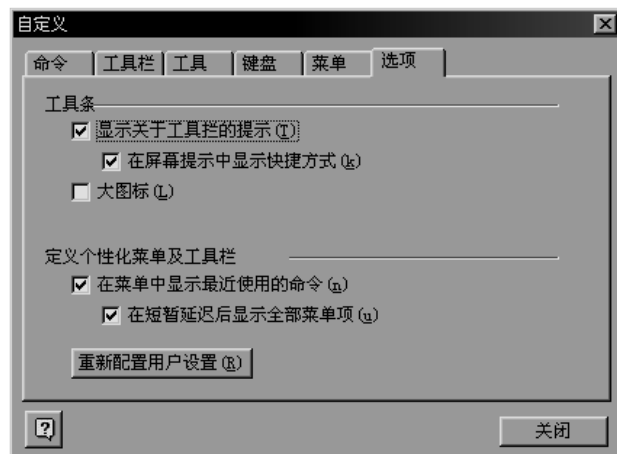 自定义
命令 工具栏 工具 键盘 菜单 选项
工具条
显示关于工具栏的提示(T)
在屏幕提示中显示快捷方式(k)
大图标(L)
定义个性化菜单及工具栏
在菜单中显示最近使用的命令(n)
在短暂延迟后显示全部菜单项(u)
重新配置用户设置(R)
关闭